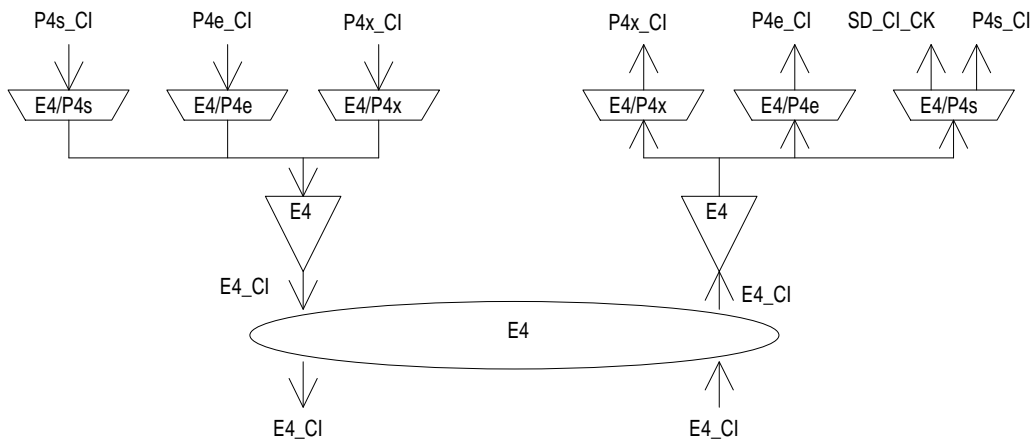 P4s_CI P4e_CI P4x_CI P4x_CI P4e_CI SD_CI_CK P4s_CI
E4/P4s E4/P4e E4/P4x E4/P4x E4/P4e E4/P4s
E4 E4
E4_CI E4_CI
E4
E4_CI E4_CI